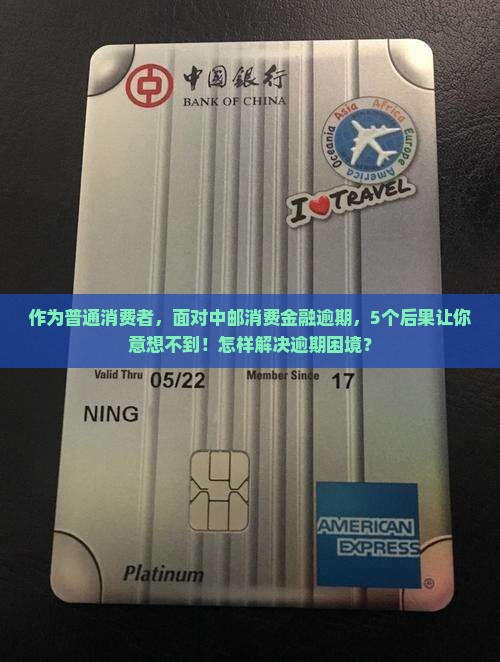 中国銀行
BANK OF CHINA
Oceania Asia Africa Europe America
I ❤ TRAVEL
作为普通消费者，面对中邮消费金融逾期，5个后果让你
意想不到！怎样解决逾期困境？
Valid Thru 05/22 Member Since 17
NING
AMERICAN
EXPRESS
®
Platinum